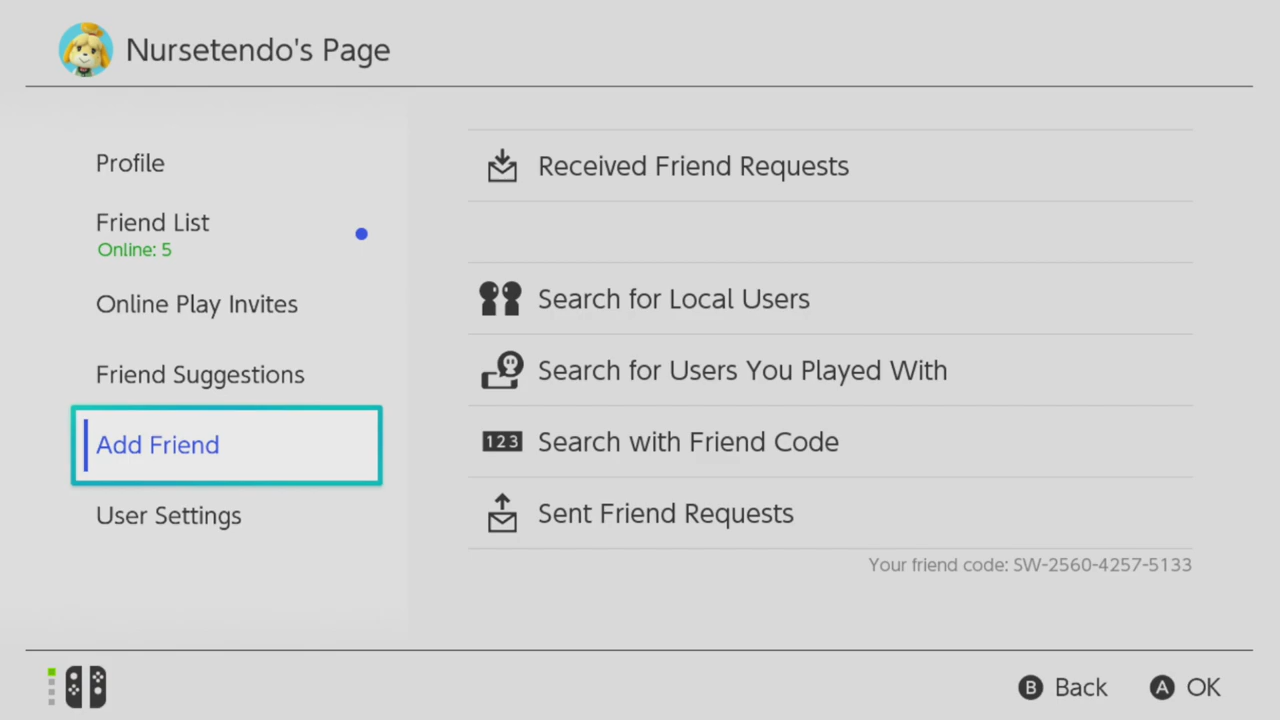 Nursetendo's Page
Profile
Friend List
Online: 5
Online Play Invites
Friend Suggestions
Add Friend
User Settings
Received Friend Requests
Search for Local Users
Search for Users You Played With
123 Search with Friend Code
Sent Friend Requests
Your friend code: SW-2560-4257-5133
B Back
A OK